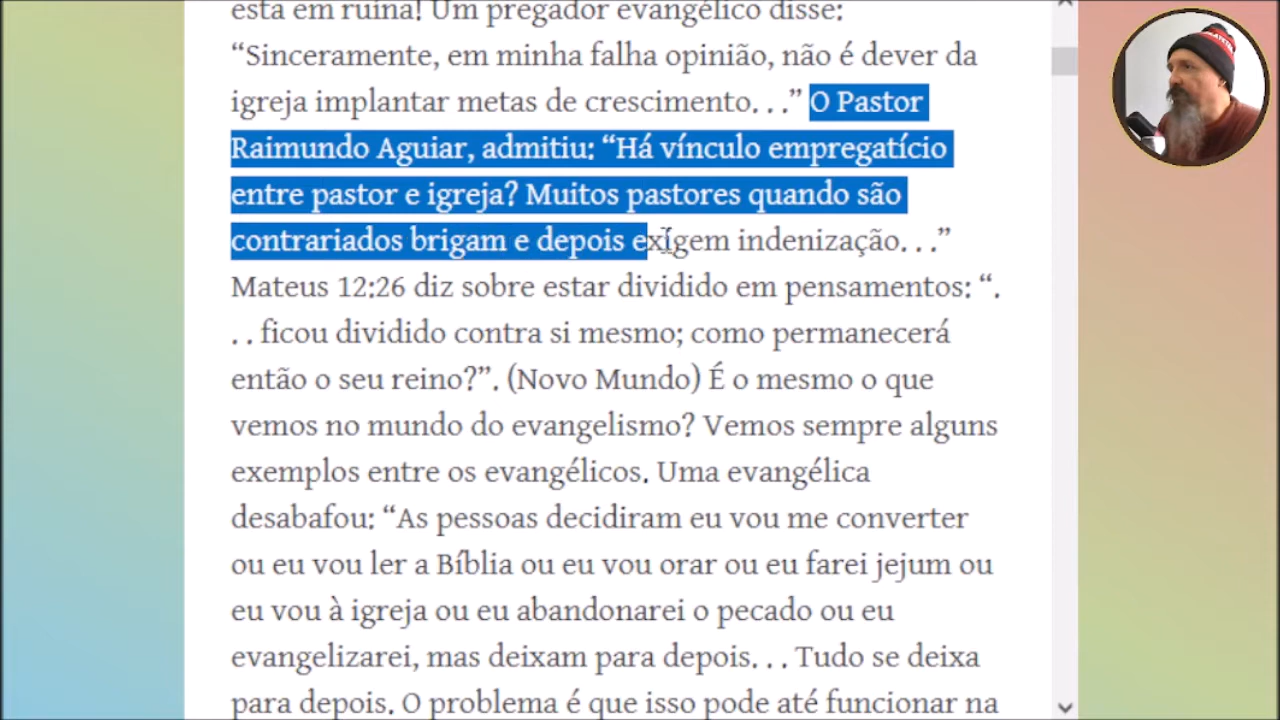 está em ruína! Um pregador evangélico disse:
“Sinceramente, em minha falha opinião, não é dever da
igreja implantar metas de crescimento. . .” O Pastor
Raimundo Aguiar, admitiu: “Há vínculo empregatício
entre pastor e igreja? Muitos pastores quando são
contrariados brigam e depois exigem indenização. . .”
Mateus 12:26 diz sobre estar dividido em pensamentos: “.
. . ficou dividido contra si mesmo; como permanecerá
então o seu reino?”. (Novo Mundo) É o mesmo o que
vemos no mundo do evangelismo? Vemos sempre alguns
exemplos entre os evangélicos. Uma evangélica
desabafou: “As pessoas decidiram eu vou me converter
ou eu vou ler a Bíblia ou eu vou orar ou eu farei jejum ou
eu vou à igreja ou eu abandonarei o pecado ou eu
evangelizarei, mas deixam para depois. . . Tudo se deixa
para depois. O problema é que isso pode até funcionar na